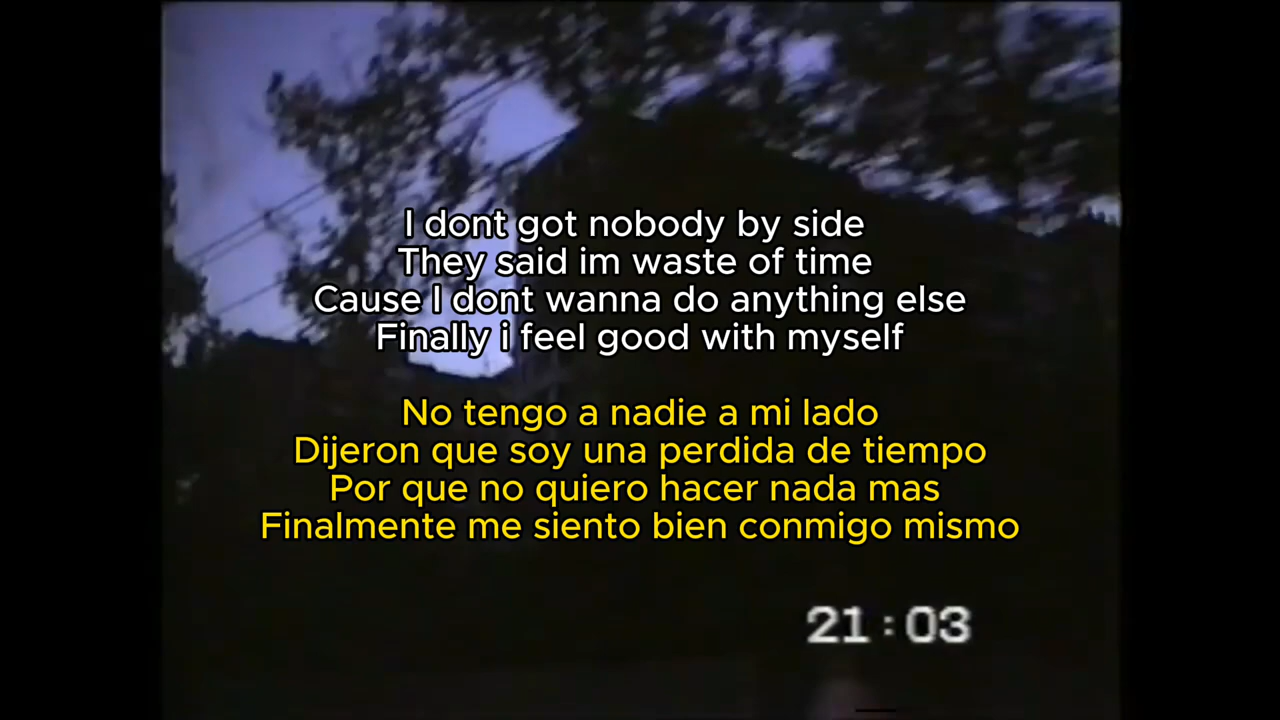 I dont got nobody by side
They said im waste of time
Cause I dont wanna do anything else
Finally i feel good with myself
No tengo a nadie a mi lado
Dijeron que soy una perdida de tiempo
Por que no quiero hacer nada mas
Finalmente me siento bien conmigo mismo
21:03